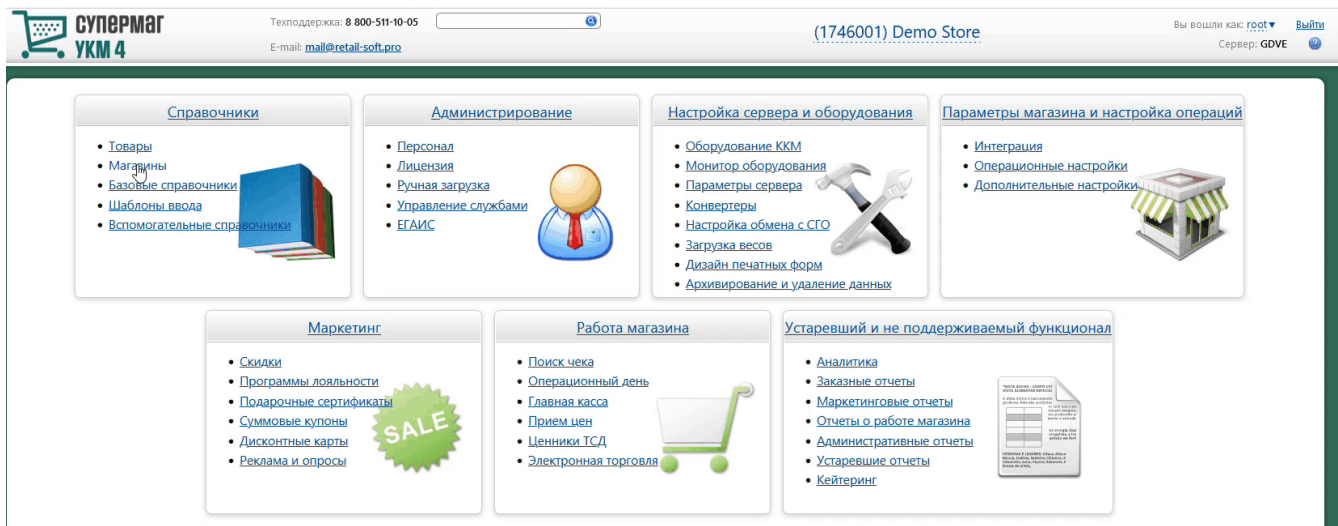 супермаг
УКМ 4
Техподдержка: 8 800-511-10-05
E-mail: mail@retail-soft.pro
(1746001) Demo Store
Вы вошли как: root▼ Выйти
Сервер: GDVE
Справочники
Товары
Магазины
Базовые справочники
Шаблоны ввода
Вспомогательные справочники
Администрирование
Персонал
Лицензия
Ручная загрузка
Управление службами
ЕГАИС
Настройка сервера и оборудования
Оборудование ККМ
Монитор оборудования
Параметры сервера
Конвертеры
Настройка обмена с СГО
Загрузка весов
Дизайн печатных форм
Архивирование и удаление данных
Параметры магазина и настройка операций
Интеграция
Операционные настройки
Дополнительные настройки
Маркетинг
Скидки
Программы лояльности
Подарочные сертификаты
Суммовые купоны
Дисконтные карты
Реклама и опросы
SALE
Работа магазина
Поиск чека
Операционный день
Главная касса
Прием цен
Ценники ТСД
Электронная торговля
Устаревший и не поддерживаемый функционал
Аналитика
Заказные отчеты
Маркетинговые отчеты
Отчеты о работе магазина
Административные отчеты
Устаревшие отчеты
Кейтеринг